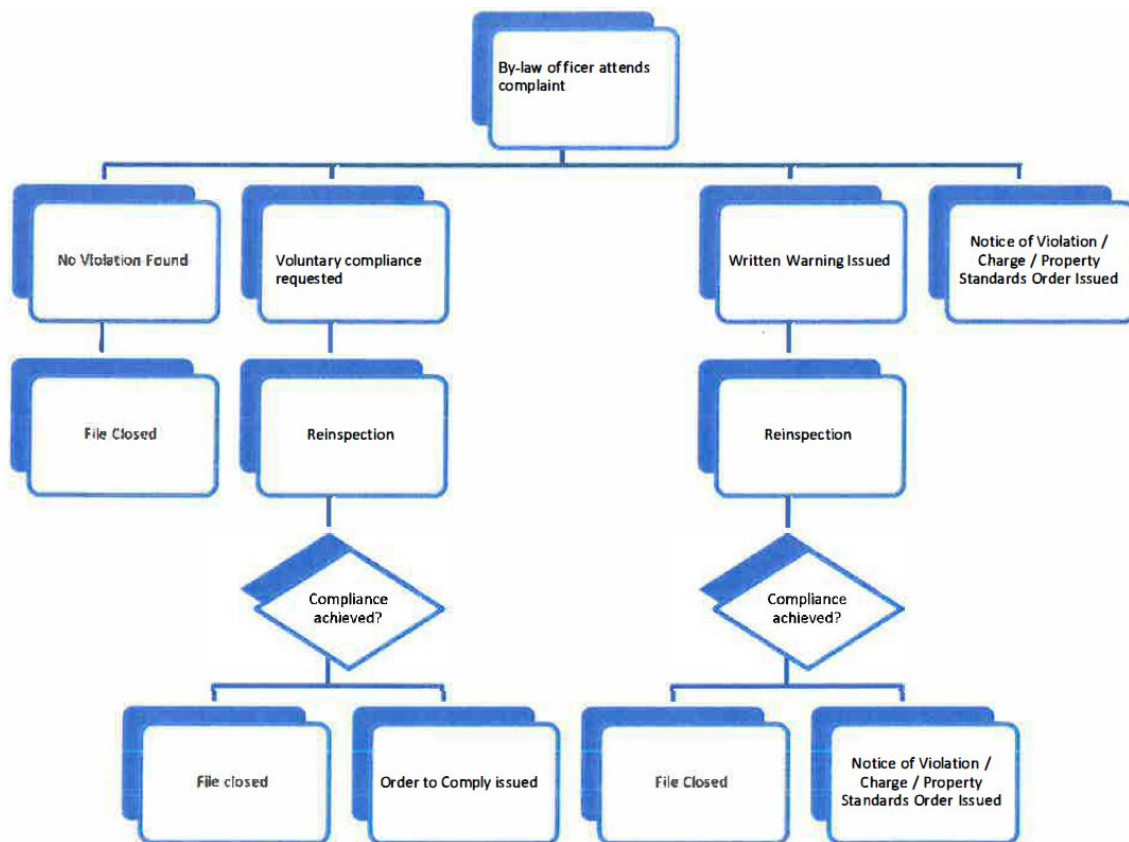 By-law officer attends
complaint
No Violation Found
Voluntary compliance
requested
Written Warning Issued
Notice of Violation /
Charge / Property
Standards Order Issued
File Closed
Reinspection
Reinspection
Compliance
achieved?
Compliance
achieved?
File closed
Order to Comply issued
File Closed
Notice of Violation /
Charge / Property
Standards Order Issued